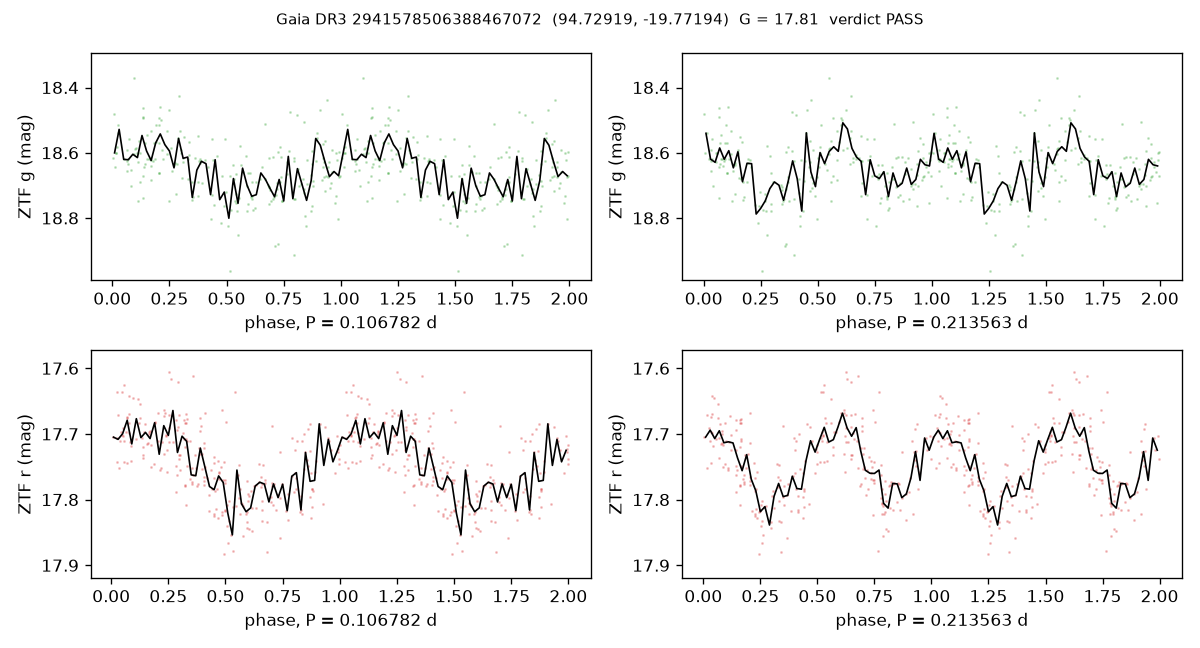 Gaia DR3 2941578506388467072 (94.72919, -19.77194) G = 17.81 verdict PASS
ZTF g (mag)
18.4
18.6
18.8
0.00 0.25 0.50 0.75 1.00 1.25 1.50 1.75 2.00
phase, P = 0.106782 d
ZTF g (mag)
18.4
18.6
18.8
0.00 0.25 0.50 0.75 1.00 1.25 1.50 1.75 2.00
phase, P = 0.213563 d
ZTF r (mag)
17.6
17.7
17.8
17.9
0.00 0.25 0.50 0.75 1.00 1.25 1.50 1.75 2.00
phase, P = 0.106782 d
ZTF r (mag)
17.6
17.7
17.8
17.9
0.00 0.25 0.50 0.75 1.00 1.25 1.50 1.75 2.00
phase, P = 0.213563 d